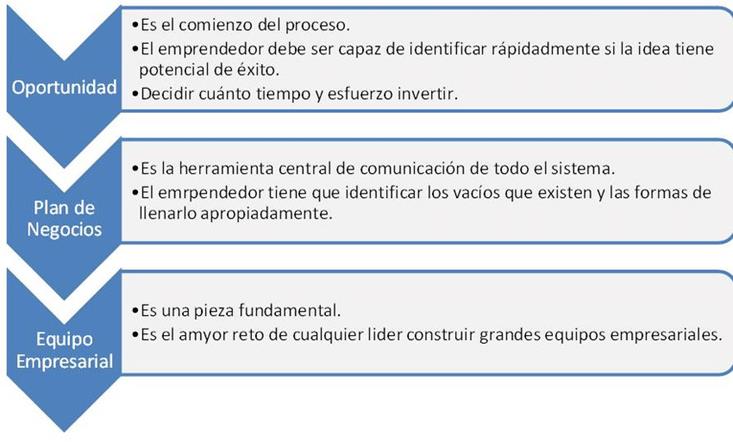 Oportunidad
•Es el comienzo del proceso.
•El emprendedor debe ser capaz de identificar rápidadmente si la idea tiene
potencial de éxito.
•Decidir cuánto tiempo y esfuerzo invertir.
Plan de
Negocios
•Es la herramienta central de comunicación de todo el sistema.
•El emrpendedor tiene que identificar los vacíos que existen y las formas de
llenarlo apropiadamente.
Equipo
Empresarial
•Es una pieza fundamental.
•Es el amyor reto de cualquier lider construir grandes equipos empresariales.